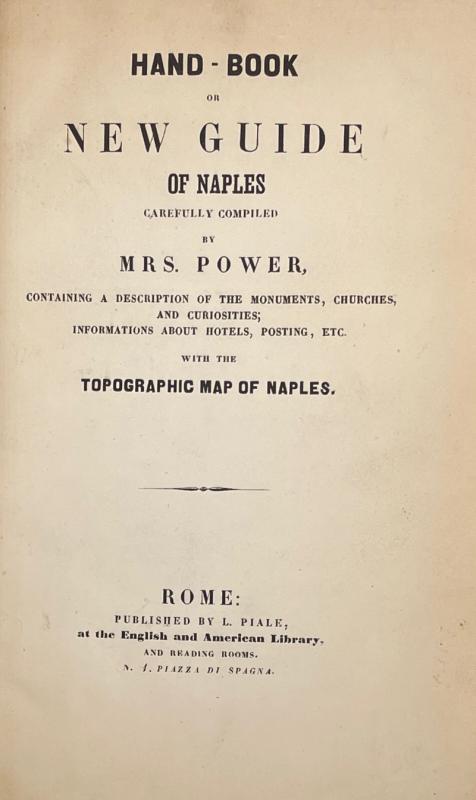 HAND - BOOK
OR
NEW GUIDE
OF NAPLES
CAREFULLY COMPILED
BY
MRS. POWER,
CONTAINING A DESCRIPTION OF THE MONUMENTS, CHURCHES,
AND CURIOSITIES;
INFORMATIONS ABOUT HOTELS, POSTING, ETC.
WITH THE
TOPOGRAPHIC MAP OF NAPLES.
ROME:
PUBLISHED BY L. PIALE,
at the English and American Library,
AND READING ROOMS.
N. 1. PIAZZA DI SPAGNA.